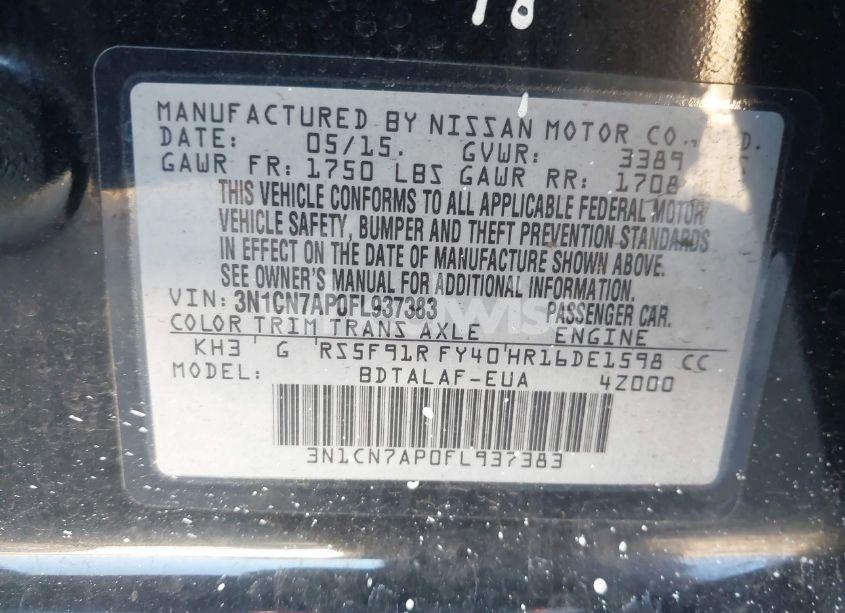 18
MANUFACTURED BY NISSAN MOTOR CO.,
DATE: 05/15. GVWR: 3389
GAWR FR: 1750 LBS GAWR RR: 1708
THIS VEHICLE CONFORMS TO ALL APPLICABLE FEDERAL MOTOR
VEHICLE SAFETY, BUMPER AND THEFT PREVENTION STANDARDS
IN EFFECT ON THE DATE OF MANUFACTURE SHOWN ABOVE.
SEE OWNER'S MANUAL FOR ADDITIONAL INFORMATION.
VIN: 3N1CN7AP0FL937383 PASSENGER CAR.
COLOR TRIM TRANS AXLE ENGINE
KH3 ' G RS5F91R FY40'HR16DE1598 CC
MODEL: BDTALAF-EUA 4Z000
3N1CN7AP0FL937383